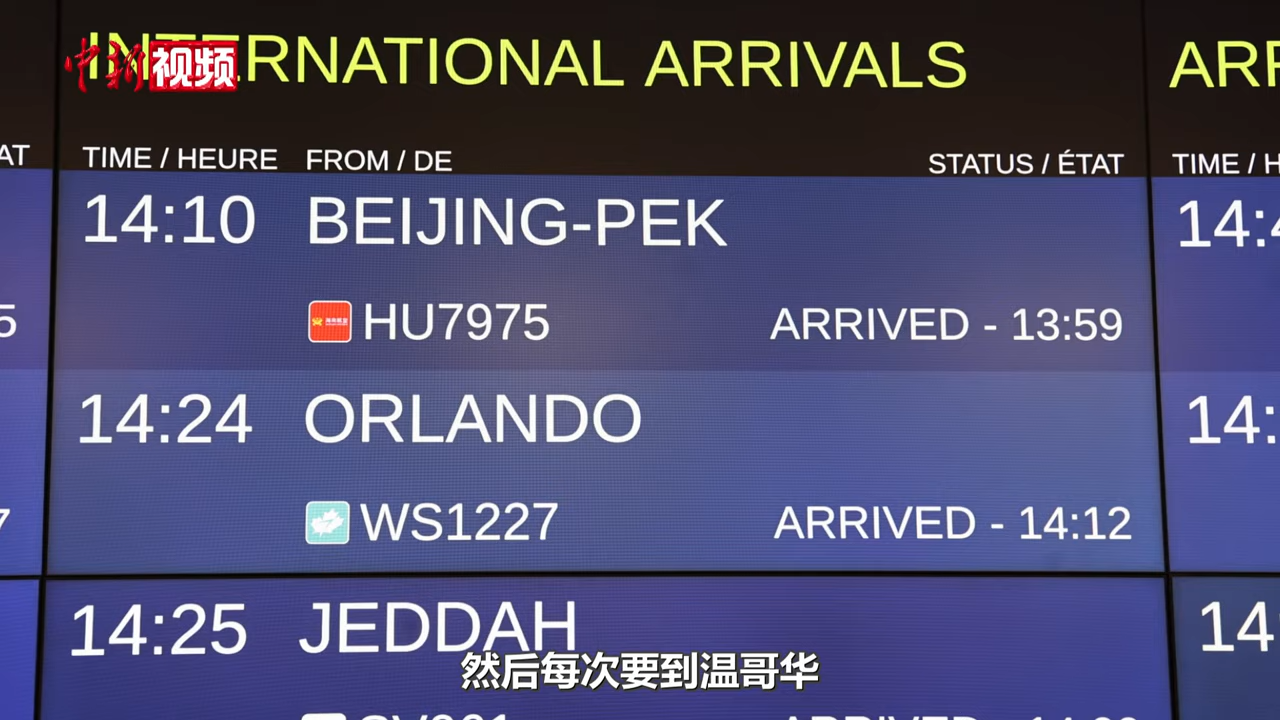 中新视频
INTERNATIONAL ARRIVALS
TIME / HEURE FROM / DE STATUS / ÉTAT
14:10 BEIJING-PEK
HU7975 ARRIVED - 13:59
14:24 ORLANDO
WS1227 ARRIVED - 14:12
14:25 JEDDAH
然后每次要到温哥华